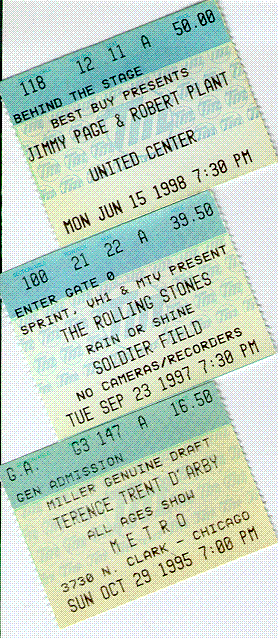 118 12 11 A 50.00
BEHIND THE STAGE
BEST BUY PRESENTS
JIMMY PAGE & ROBERT PLANT
UNITED CENTER
MON JUN 15 1998 7:30 PM
100 21 22 A 39.50
ENTER GATE 0
SPRINT, VH1 & MTV PRESENT
THE ROLLING STONES
RAIN OR SHINE
SOLDIER FIELD
NO CAMERAS/RECORDERS
TUE SEP 23 1997 7:30 PM
G.A. G3 147 A 16.50
GEN ADMISSION
MILLER GENUINE DRAFT
TERENCE TRENT D'ARBY
ALL AGES SHOW
METRO
3730 N. CLARK - CHICAGO
SUN OCT 29 1995 7:00 PM